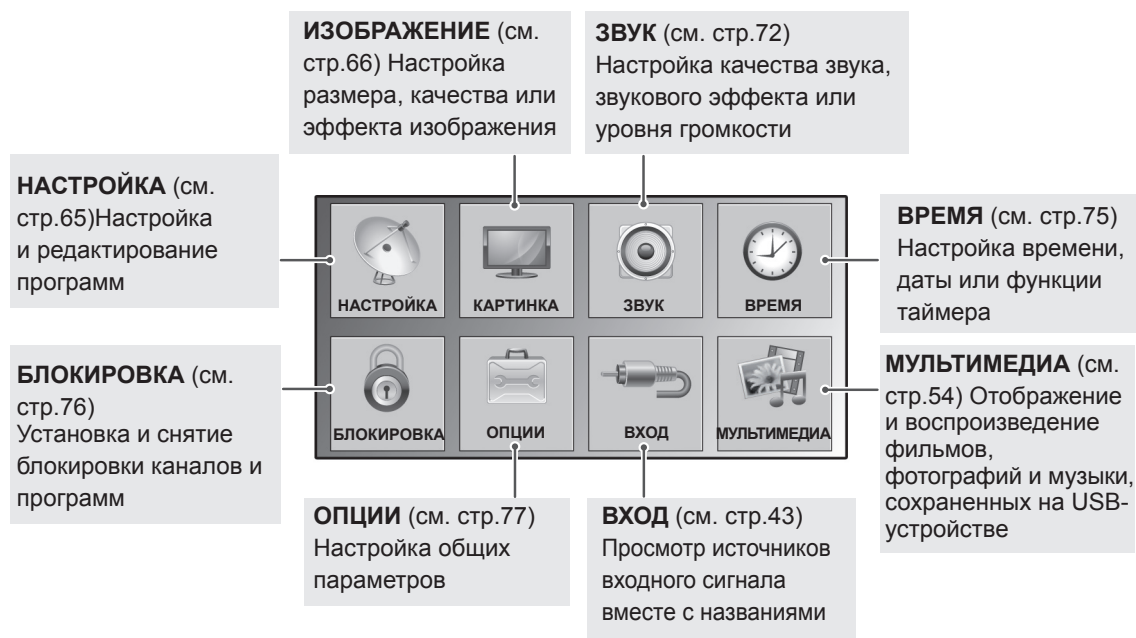 ИЗОБРАЖЕНИЕ (см.
стр.66) Настройка
размера, качества или
эффекта изображения
ЗВУК (см. стр.72)
Настройка качества звука,
звукового эффекта или
уровня громкости
НАСТРОЙКА (см.
стр.65)Настройка
и редактирование
программ
ВРЕМЯ (см. стр.75)
Настройка времени,
даты или функции
таймера
НАСТРОЙКА
КАРТИНКА
ЗВУК
ВРЕМЯ
БЛОКИРОВКА (см.
стр.76)
Установка и снятие
блокировки каналов и
программ
БЛОКИРОВКА
ОПЦИИ
ВХОД
МУЛЬТИМЕДИА
МУЛЬТИМЕДИА (см.
стр.54) Отображение
и воспроизведение
фильмов,
фотографий и музыки,
сохраненных на USB-
устройстве
ОПЦИИ (см. стр.77)
Настройка общих
параметров
ВХОД (см. стр.43)
Просмотр источников
входного сигнала
вместе с названиями